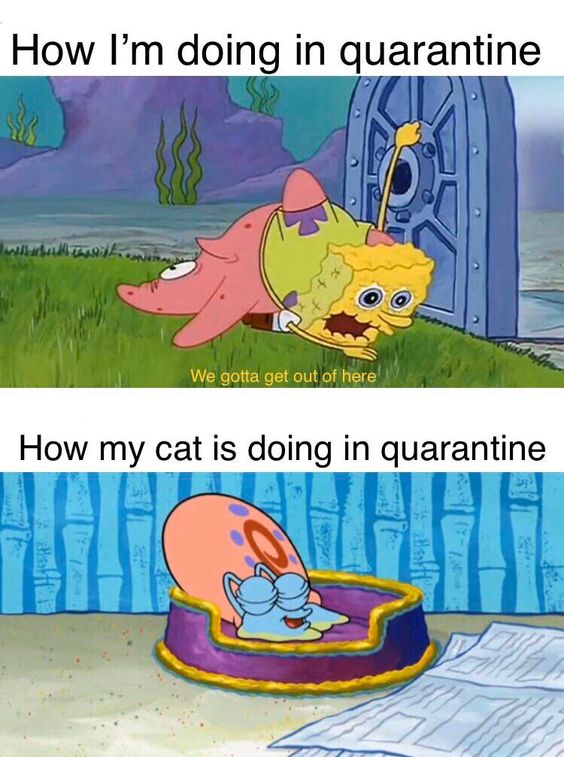 How I’m doing in quarantine
We gotta get out of here
How my cat is doing in quarantine